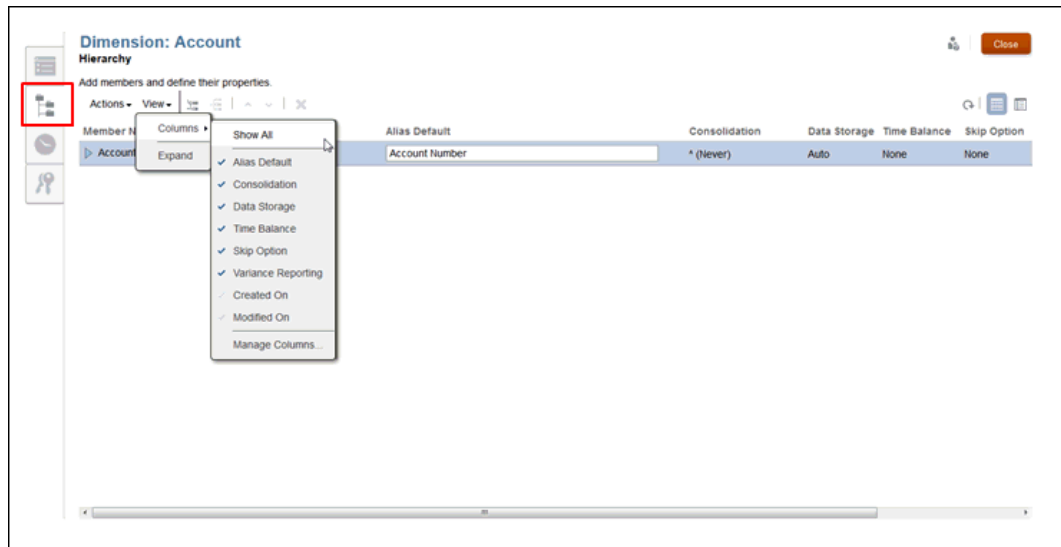 Dimension: Account
Close
Hierarchy
Add members and define their properties.
Actions View
Member N Alias Default Consolidation Data Storage Time Balance Skip Option
Account Account Number * (Never) Auto None None
Columns
Expand
Show All
Alias Default
Consolidation
Data Storage
Time Balance
Skip Option
Variance Reporting
Created On
Modified On
Manage Columns...